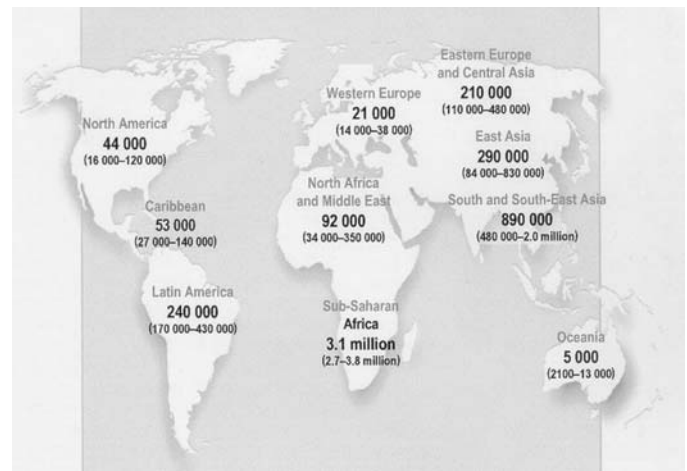 Eastern Europe
and Central Asia
210 000
(110 000–480 000)
Western Europe
21 000
(14 000–38 000)
North America
44 000
(16 000–120 000)
East Asia
290 000
(84 000–830 000)
North Africa
and Middle East
92 000
(34 000–350 000)
South and South-East Asia
890 000
(480 000–2.0 million)
Caribbean
53 000
(27 000–140 000)
Latin America
240 000
(170 000–430 000)
Sub-Saharan
Africa
3.1 million
(2.7–3.8 million)
Oceania
5 000
(2100–13 000)